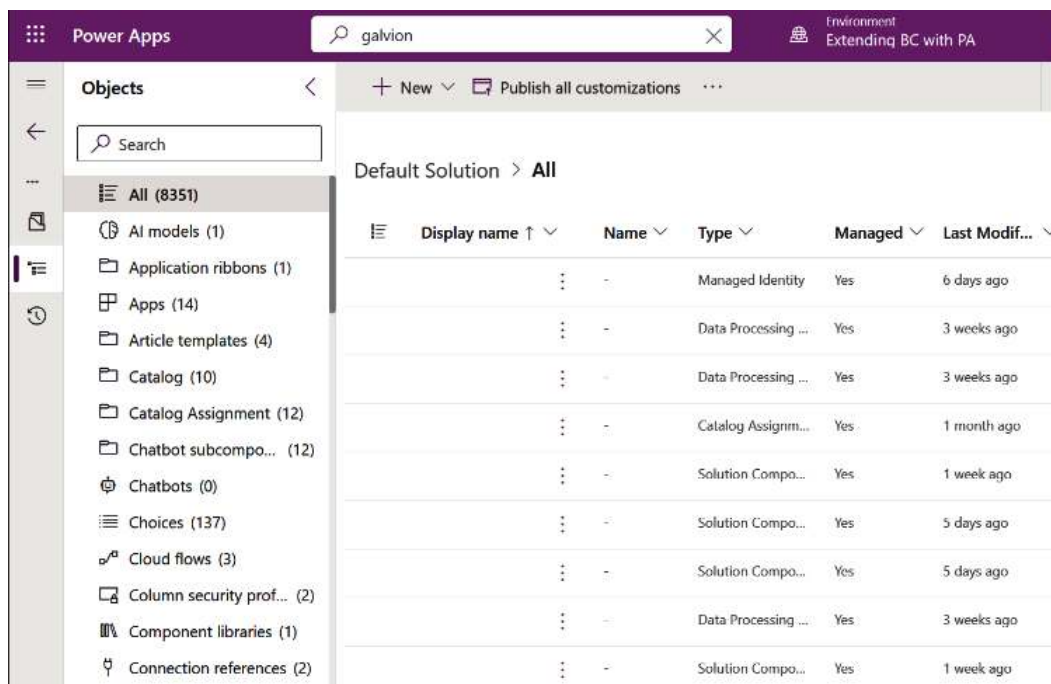 Power Apps
galvion
Environment
Extending BC with PA
Objects
New
Publish all customizations
Search
Default Solution > All
All (8351)
AI models (1)
Application ribbons (1)
Apps (14)
Article templates (4)
Catalog (10)
Catalog Assignment (12)
Chatbot subcompo... (12)
Chatbots (0)
Choices (137)
Cloud flows (3)
Column security prof... (2)
Component libraries (1)
Connection references (2)
Display name ↑ Name Type Managed Last Modif...
- Managed Identity Yes 6 days ago
- Data Processing ... Yes 3 weeks ago
- Data Processing ... Yes 3 weeks ago
- Catalog Assignm... Yes 1 month ago
- Solution Compo... Yes 1 week ago
- Solution Compo... Yes 5 days ago
- Solution Compo... Yes 5 days ago
- Data Processing ... Yes 3 weeks ago
- Solution Compo... Yes 1 week ago